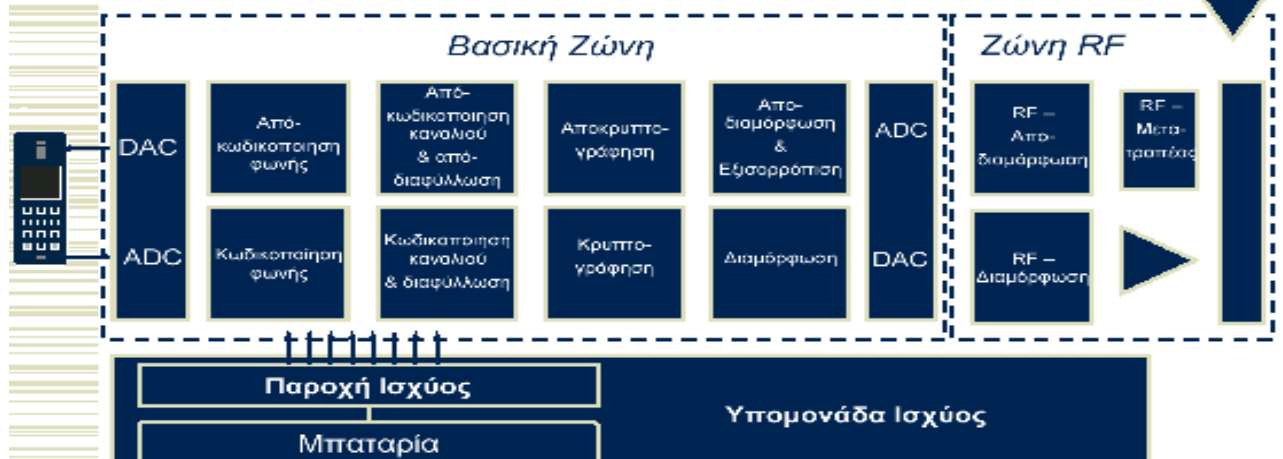 Βασική Ζώνη
Ζώνη RF
DAC
Από-
κωδικοποιηση
φωνής
Από-
κωδικοποιηση
καναλιού
& από-
διαφύλλωση
Αποκρυπτο-
γράφηση
Απο-
διαμόρφωση
&
Εξισορρόπιση
ADC
RF –
Απο-
διαμόρφωση
RF –
Μετα-
τροπέας
ADC
Κωδικοποίηση
φωνής
Κωδικοποιηση
καναλιού
& διαφύλλωση
Κρυπτο-
γράφηση
Διαμόρφωση
DAC
RF –
Διαμόρφωση
Παροχή Ισχύος
Υπομονάδα Ισχύος
Μπαταρία